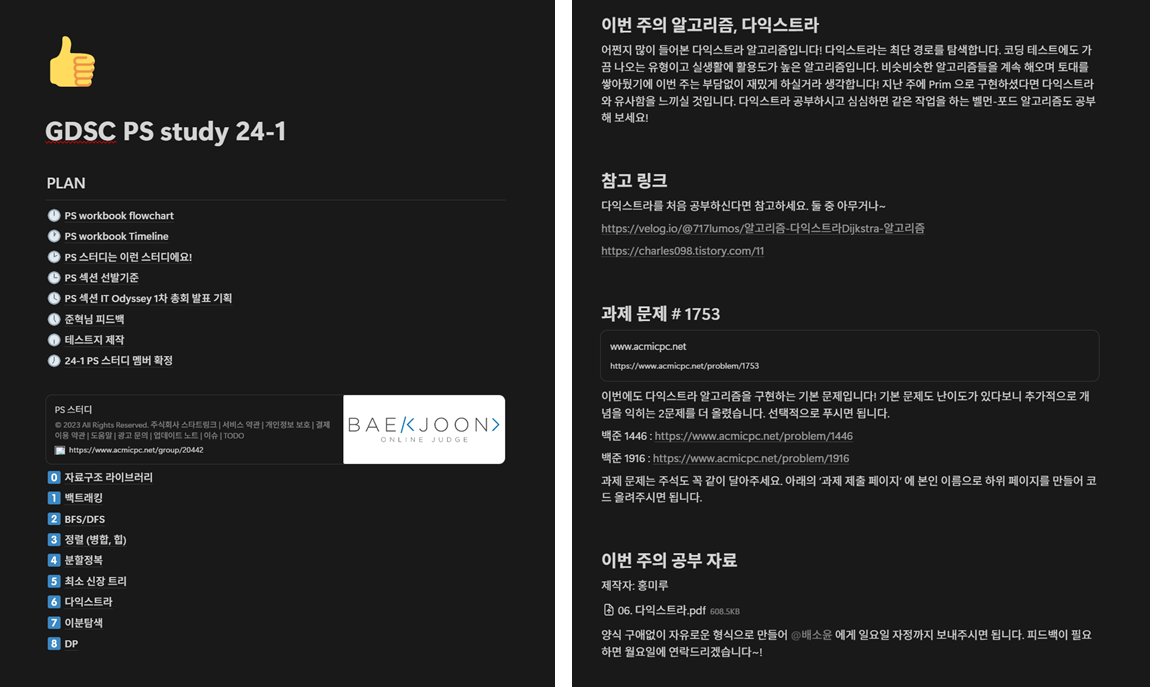 GDSC PS study 24-1
PLAN
PS workbook flowchart
PS workbook Timeline
PS 스터디는 이런 스터디에요!
PS 섹션 선발기준
PS 섹션 IT Odyssey 1차 총회 발표 기획
준혁님 피드백
테스트지 제작
24-1 PS 스터디 멤버 확정
PS 스터디
© 2023 All Rights Reserved. 주식회사 스타트링크 | 서비스 약관 | 개인정보 보호 | 결제
이용 약관 | 도움말 | 광고 문의 | 업데이트 노트 | 이슈 | TODO
https://www.acmicpc.net/group/20442
BAEKJOON>
ONLINE JUDGE
0 자료구조 라이브러리
1 백트래킹
2 BFS/DFS
3 정렬 (병합, 힙)
4 분할정복
5 최소 신장 트리
6 다익스트라
7 이분탐색
8 DP
이번 주의 알고리즘, 다익스트라
어쩐지 많이 들어본 다익스트라 알고리즘입니다! 다익스트라는 최단 경로를 탐색합니다. 코딩 테스트에도 가
끔 나오는 유형이고 실생활에 활용도가 높은 알고리즘입니다. 비슷비슷한 알고리즘들을 계속 해오며 토대를
쌓아뒀기에 이번 주는 부담없이 재밌게 하실거라 생각합니다! 지난 주에 Prim 으로 구현하셨다면 다익스트라
와 유사함을 느끼실 것입니다. 다익스트라 공부하시고 심심하면 같은 작업을 하는 벨먼-포드 알고리즘도 공부
해 보세요!
참고 링크
다익스트라를 처음 공부하신다면 참고하세요. 둘 중 아무거나~
https://velog.io/@717lumos/알고리즘-다익스트라Dijkstra-알고리즘
https://charles098.tistory.com/11
과제 문제 # 1753
www.acmicpc.net
https://www.acmicpc.net/problem/1753
이번에도 다익스트라 알고리즘을 구현하는 기본 문제입니다! 기본 문제도 난이도가 있다보니 추가적으로 개
념을 익히는 2문제를 더 올렸습니다. 선택적으로 푸시면 됩니다.
백준 1446 : https://www.acmicpc.net/problem/1446
백준 1916 : https://www.acmicpc.net/problem/1916
과제 문제는 주석도 꼭 같이 달아주세요. 아래의 ‘과제 제출 페이지‘ 에 본인 이름으로 하위 페이지를 만들어 코
드 올려주시면 됩니다.
이번 주의 공부 자료
제작자: 홍미루
06. 다익스트라.pdf 608.5KB
양식 구애없이 자유로운 형식으로 만들어 @배소윤 에게 일요일 자정까지 보내주시면 됩니다. 피드백이 필요
하면 월요일에 연락드리겠습니다~!